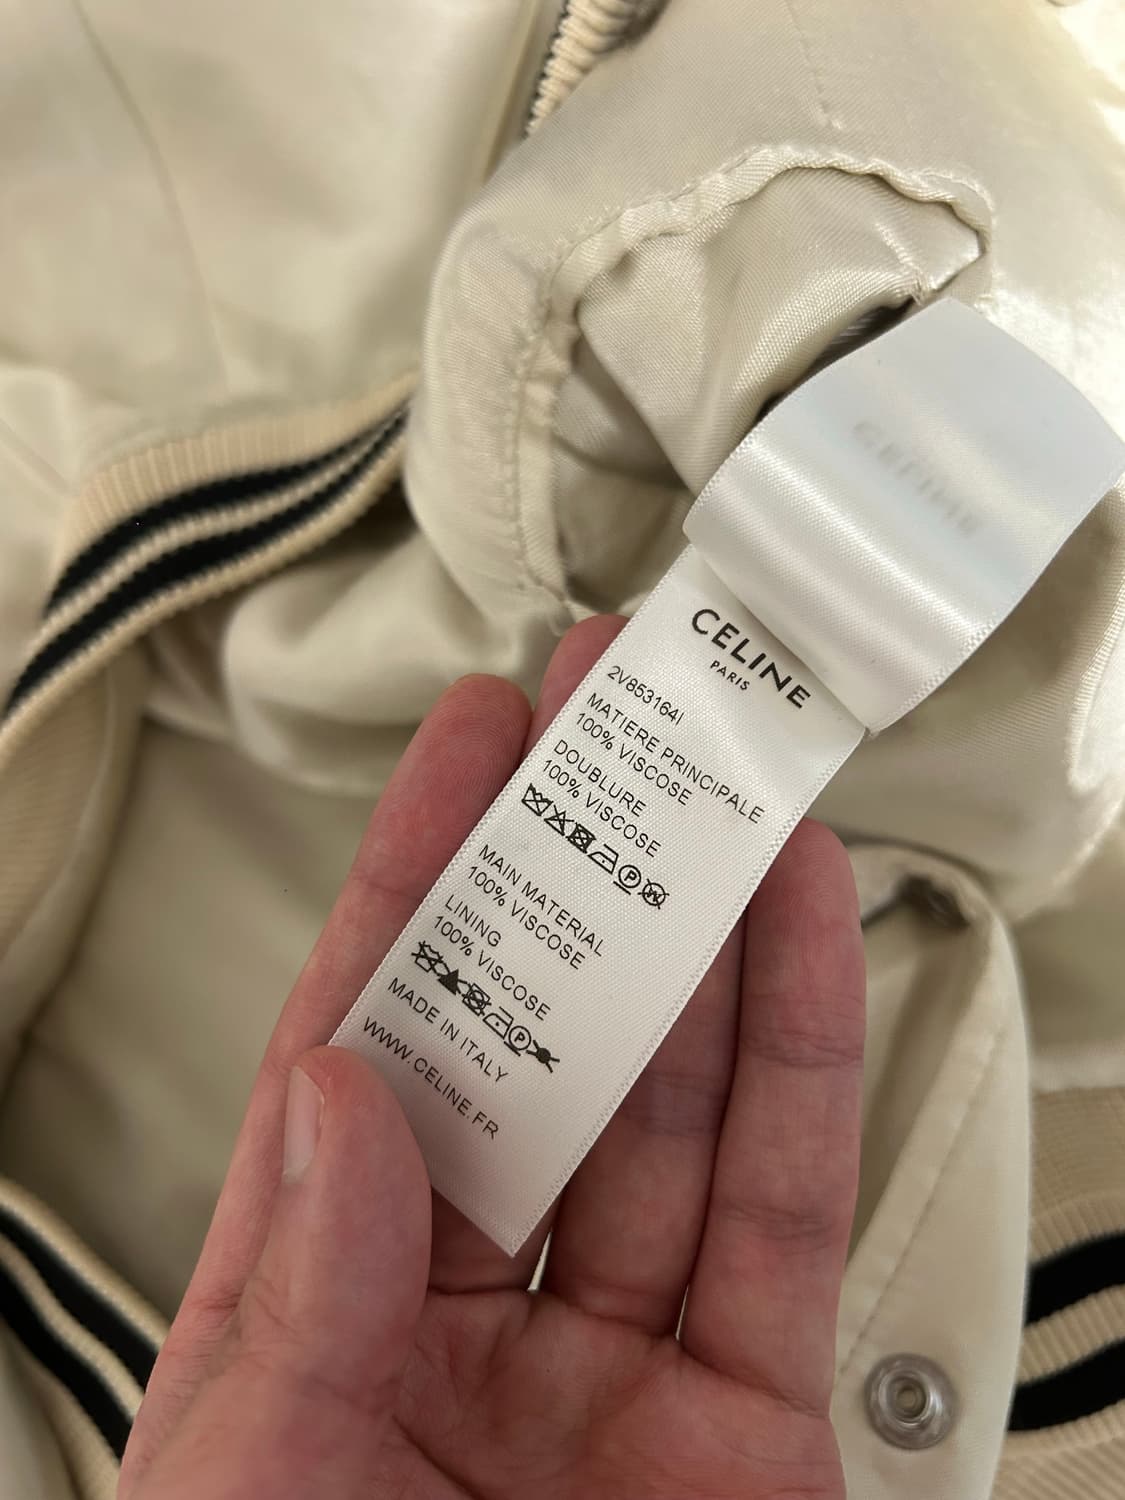 CELINE
PARIS
2V853164I
MATIERE PRINCIPALE
100% VISCOSE
DOUBLURE
100% VISCOSE
MAIN MATERIAL
100% VISCOSE
LINING
100% VISCOSE
MADE IN ITALY
WWW.CELINE.FR